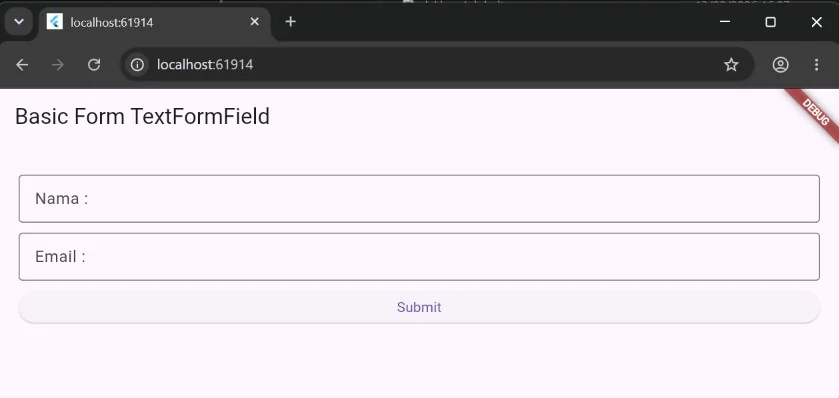 localhost:61914
localhost:61914
Basic Form TextFormField
DEBUG
Nama :
Email :
Submit